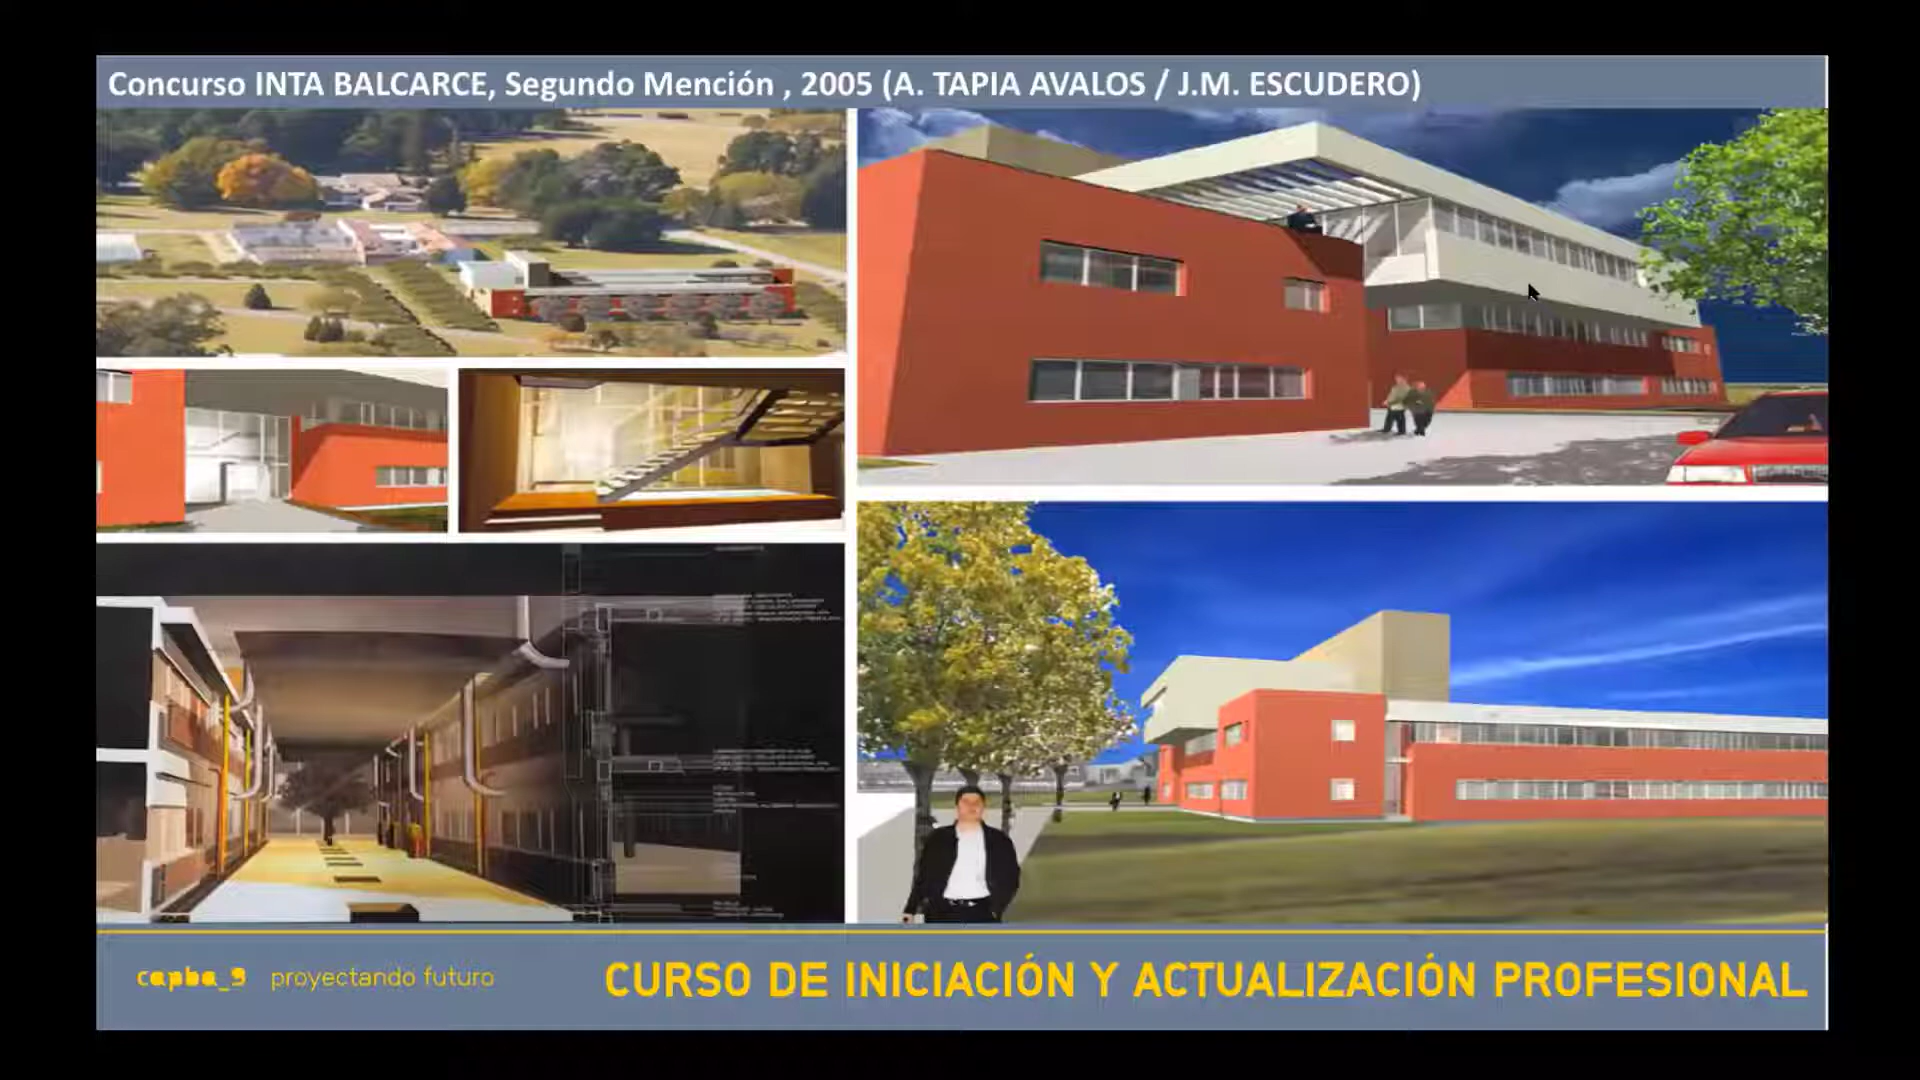 Concurso INTA BALCARCE, Segundo Mención , 2005 (A. TAPIA AVALOS / J.M. ESCUDERO)
capba_9 proyectando futuro
CURSO DE INICIACIÓN Y ACTUALIZACIÓN PROFESIONAL